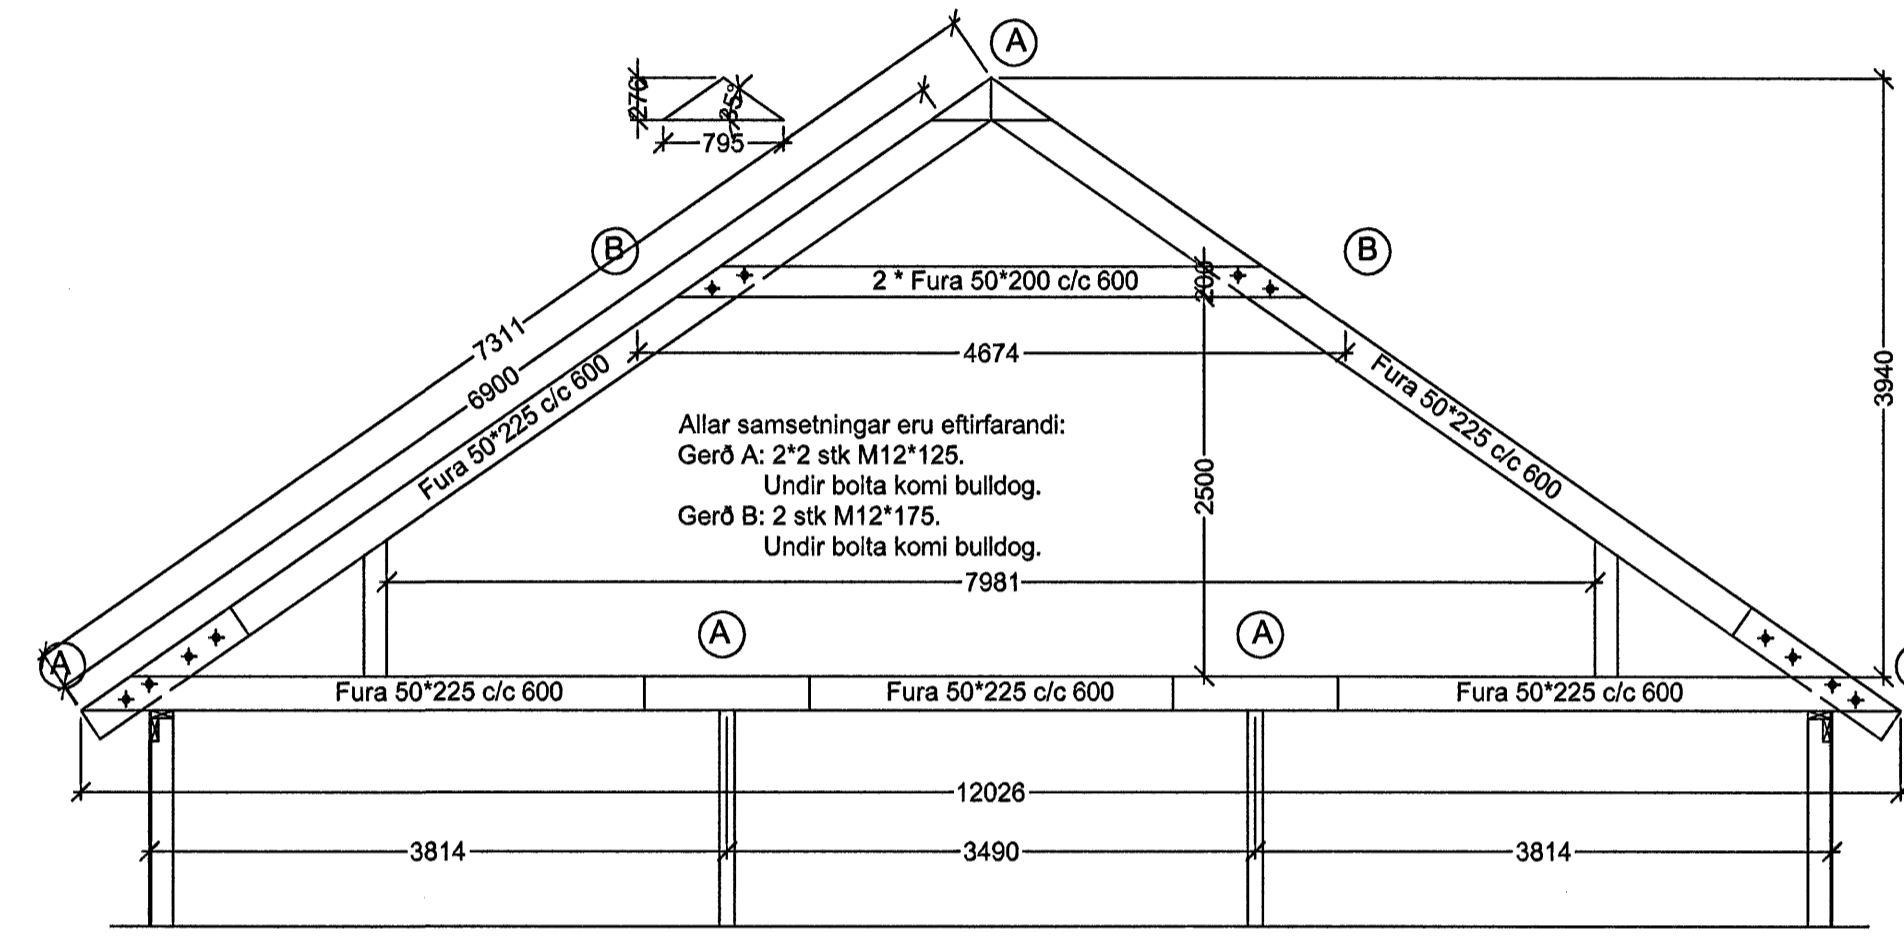 A
276
35°
795
B
B
2 * Fura 50*200 c/c 600
7311
4674
6900
Fura 50*225 c/c 600
Fura 50*225 c/c 600
3940
Allar samsetningar eru eftirfarandi:
Gerð A: 2*2 stk M12*125.
Undir bolta komi bulldog.
Gerð B: 2 stk M12*175.
Undir bolta komi bulldog.
2500
7981
A
A
A
Fura 50*225 c/c 600
Fura 50*225 c/c 600
Fura 50*225 c/c 600
12026
3814
3490
3814